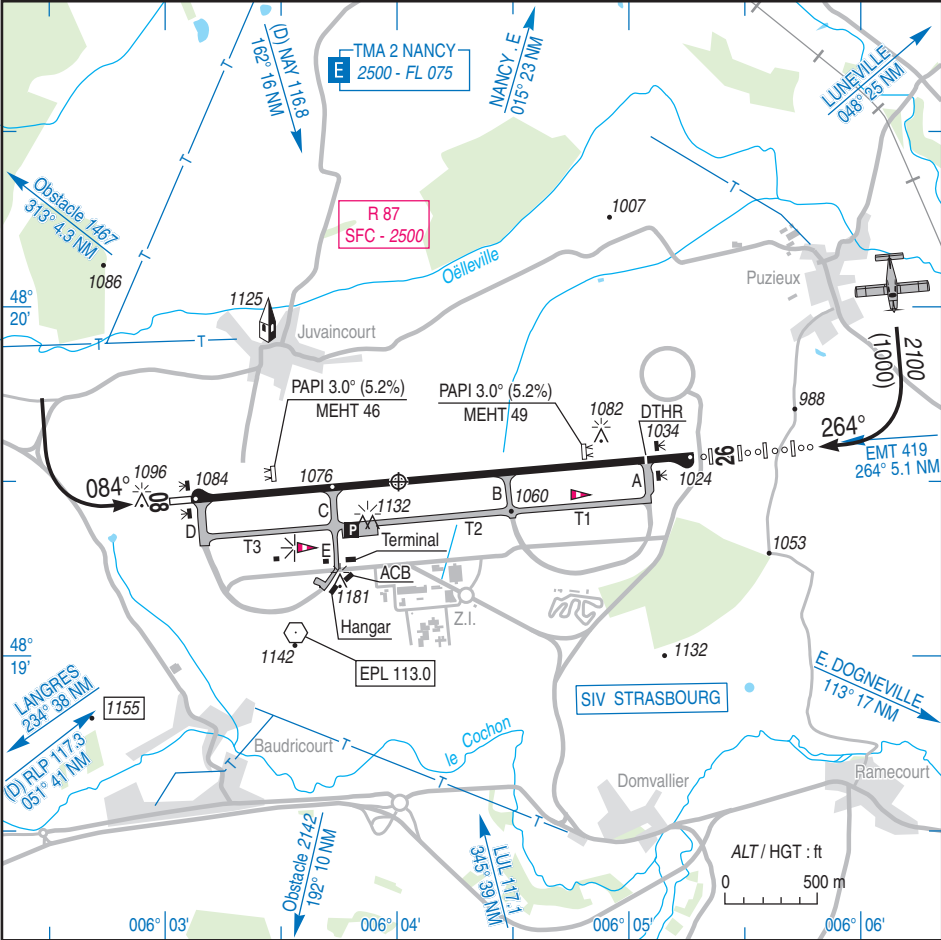 (D) NAY 116.8
162° 16 NM
E
TMA 2 NANCY
2500 - FL 075
NANCY . E
015° 23 NM
LUNEVILLE
048° 25 NM
T
T
Obstacle 1467
313° 4.3 NM
1086
R 87
SFC - 2500
1007
T
Oëlleville
Puzieux
48°
20'
1125
Juvaincourt
T
T
2100
(1000)
PAPI 3.0° (5.2%)
MEHT 46
PAPI 3.0° (5.2%)
MEHT 49
1082
DTHR
1034
988
264°
EMT 419
264° 5.1 NM
26
1024
084°
1096
08
1084
1076
A
B
1060
C
1132
D
P
T1
T2
T3
Terminal
E
ACB
1181
Hangar
Z.I.
1053
1142
EPL 113.0
1132
48°
19'
LANGRES
234° 38 NM
1155
(D) RLP 117.3
051° 41 NM
SIV STRASBOURG
E. DOGNEVILLE
113° 17 NM
Baudricourt
le Cochon
T
T
T
Domvallier
Ramecourt
Obstacle 2142
192° 10 NM
LUL 117.1
345° 39 NM
ALT / HGT : ft
0 500 m
006° 03'
006° 04'
006° 05'
006° 06'